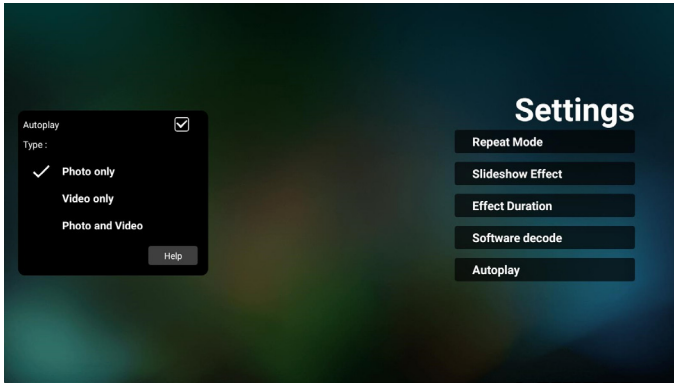 Autoplay
Type :
Photo only
Video only
Photo and Video
Help
Settings
Repeat Mode
Slideshow Effect
Effect Duration
Software decode
Autoplay